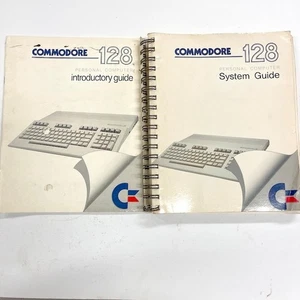 COMMODORE 128
PERSONAL COMPUTER
introductory guide
COMMODORE 128
PERSONAL COMPUTER
System Guide